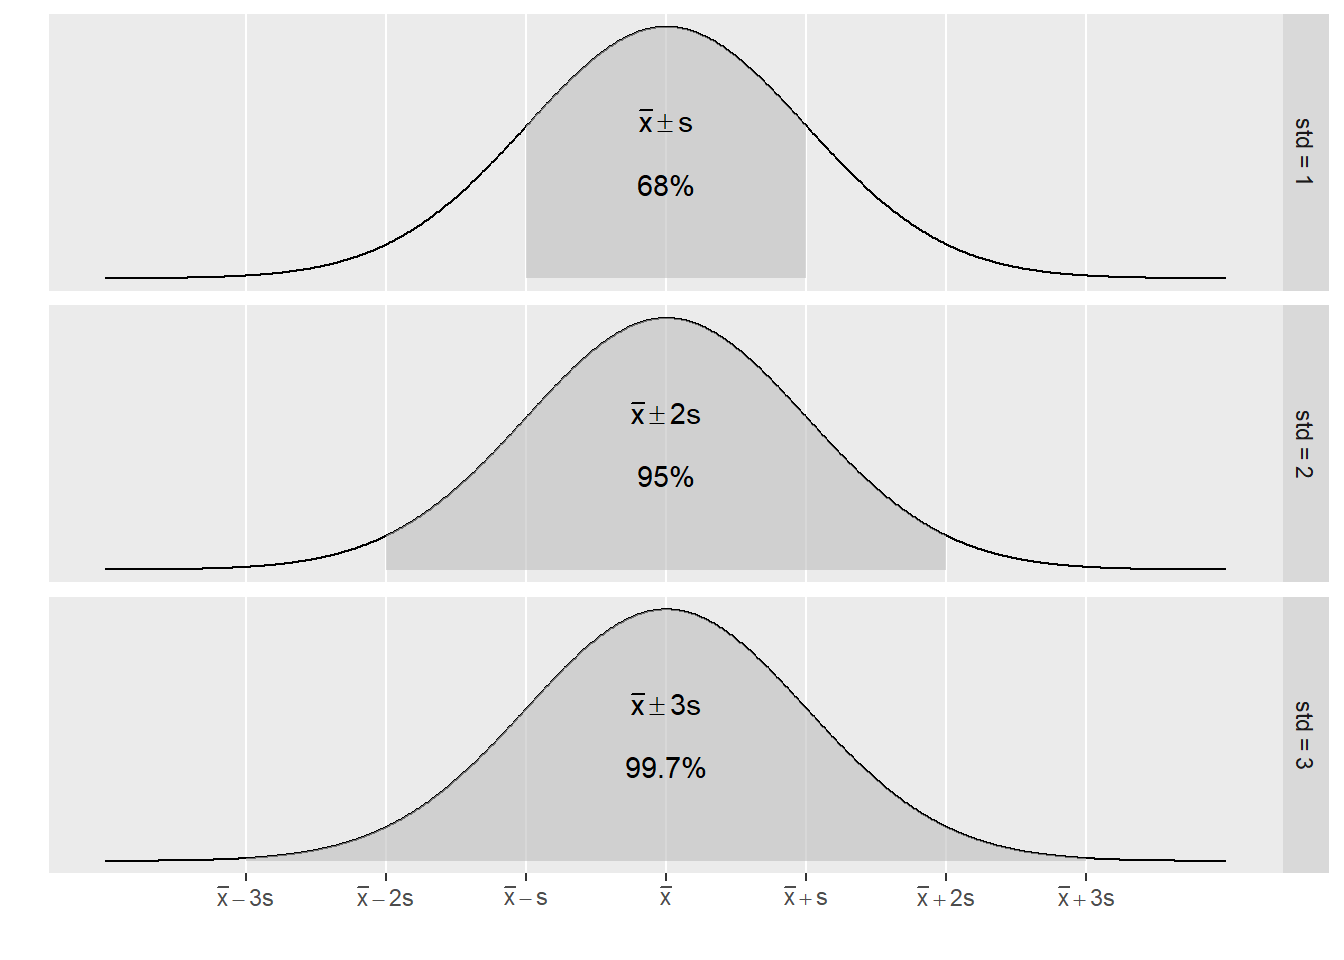 x̅ ± s
68%
std = 1
x̅ ± 2s
95%
std = 2
x̅ ± 3s
99.7%
std = 3
x̅ − 3s x̅ − 2s x̅ − s x̅ x̅ + s x̅ + 2s x̅ + 3s